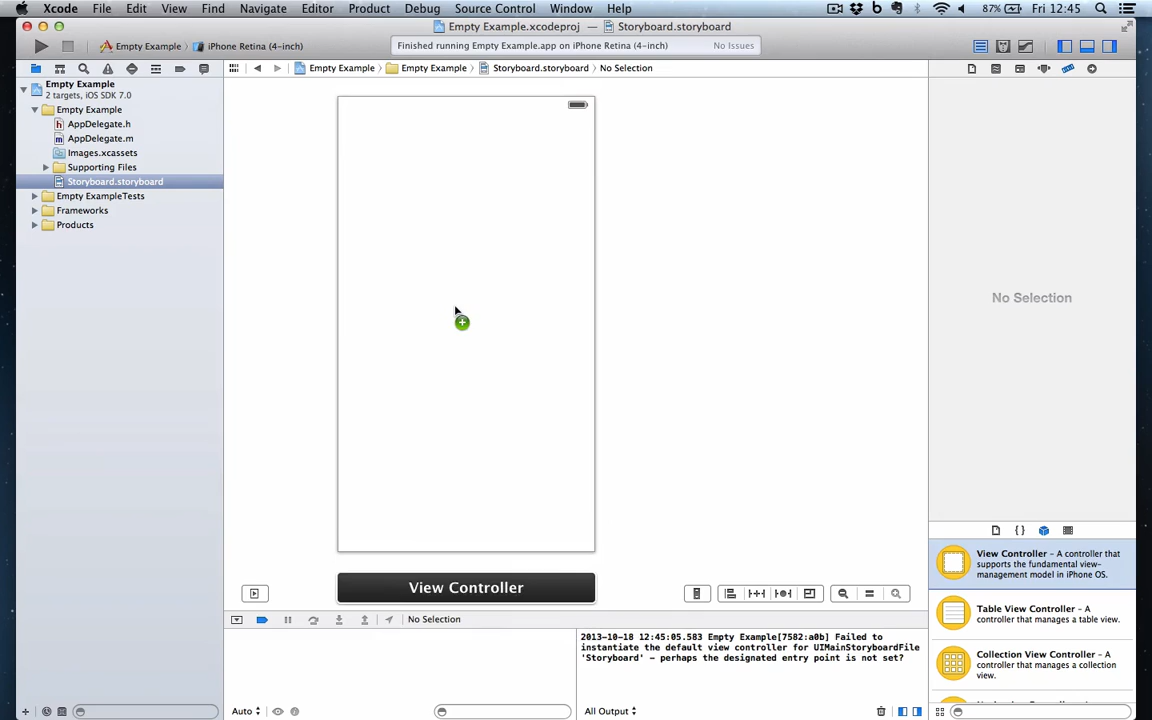 Xcode File Edit View Find Navigate Editor Product Debug Source Control Window Help 87% Fri 12:45
Empty Example.xcodeproj — Storyboard.storyboard
Empty Example 〉 iPhone Retina (4-inch)
Finished running Empty Example.app on iPhone Retina (4-inch) No Issues
Empty Example 〉 Empty Example 〉 Storyboard.storyboard 〉 No Selection
Empty Example
2 targets, iOS SDK 7.0
Empty Example
AppDelegate.h
AppDelegate.m
Images.xcassets
Supporting Files
Storyboard.storyboard
Empty ExampleTests
Frameworks
Products
View Controller
No Selection
View Controller – A controller that
supports the fundamental view-
management model in iPhone OS.
Table View Controller – A
controller that manages a table view.
Collection View Controller – A
controller that manages a collection
view.
No Selection
2013-10-18 12:45:05.583 Empty Example[7582:a0b] Failed to
instantiate the default view controller for UIMainStoryboardFile
'Storyboard' - perhaps the designated entry point is not set?
Auto
All Output